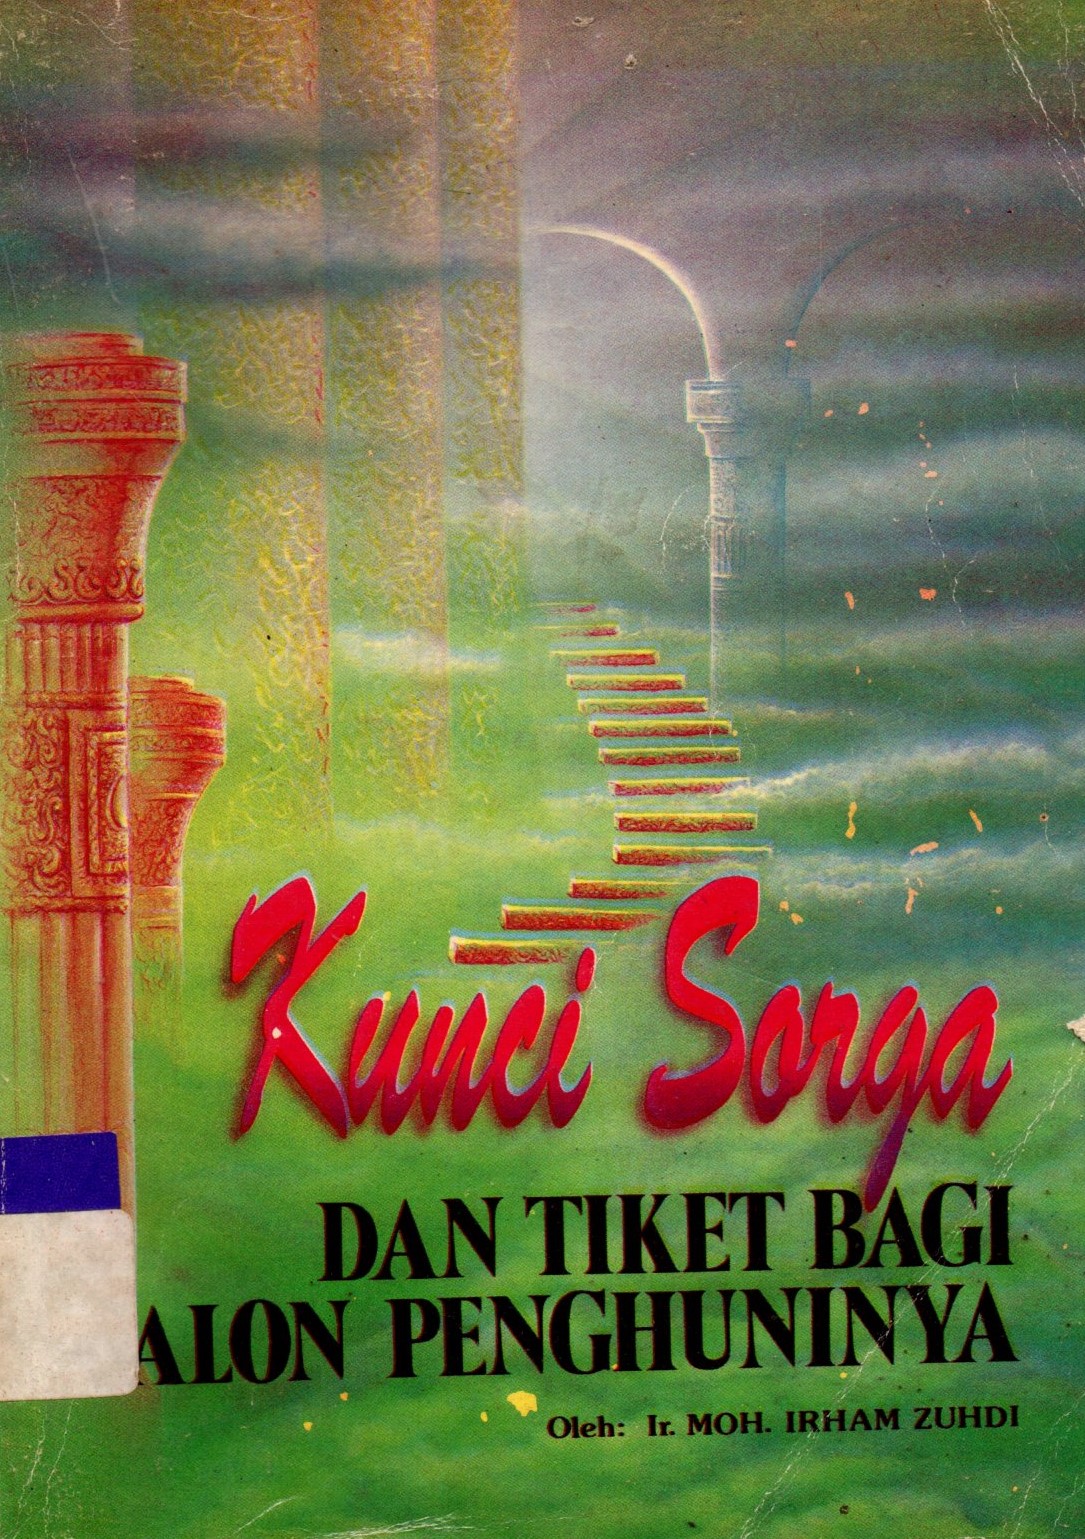 Kunci Sorga
DAN TIKET BAGI
ALON PENGHUNINYA
Oleh: Ir. MOH. IRHAM ZUHDI